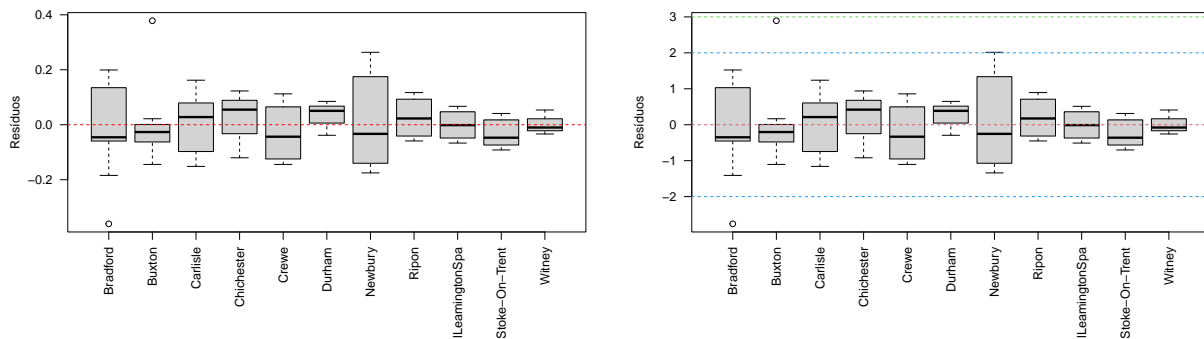 0.4
0.2
0.0
−0.2
Resíduos
Bradford
Buxton
Carlisle
Chichester
Crewe
Durham
Newbury
Ripon
lLeamingtonSpa
Stoke−On−Trent
Witney
3
2
1
0
−1
−2
Resíduos
Bradford
Buxton
Carlisle
Chichester
Crewe
Durham
Newbury
Ripon
lLeamingtonSpa
Stoke−On−Trent
Witney